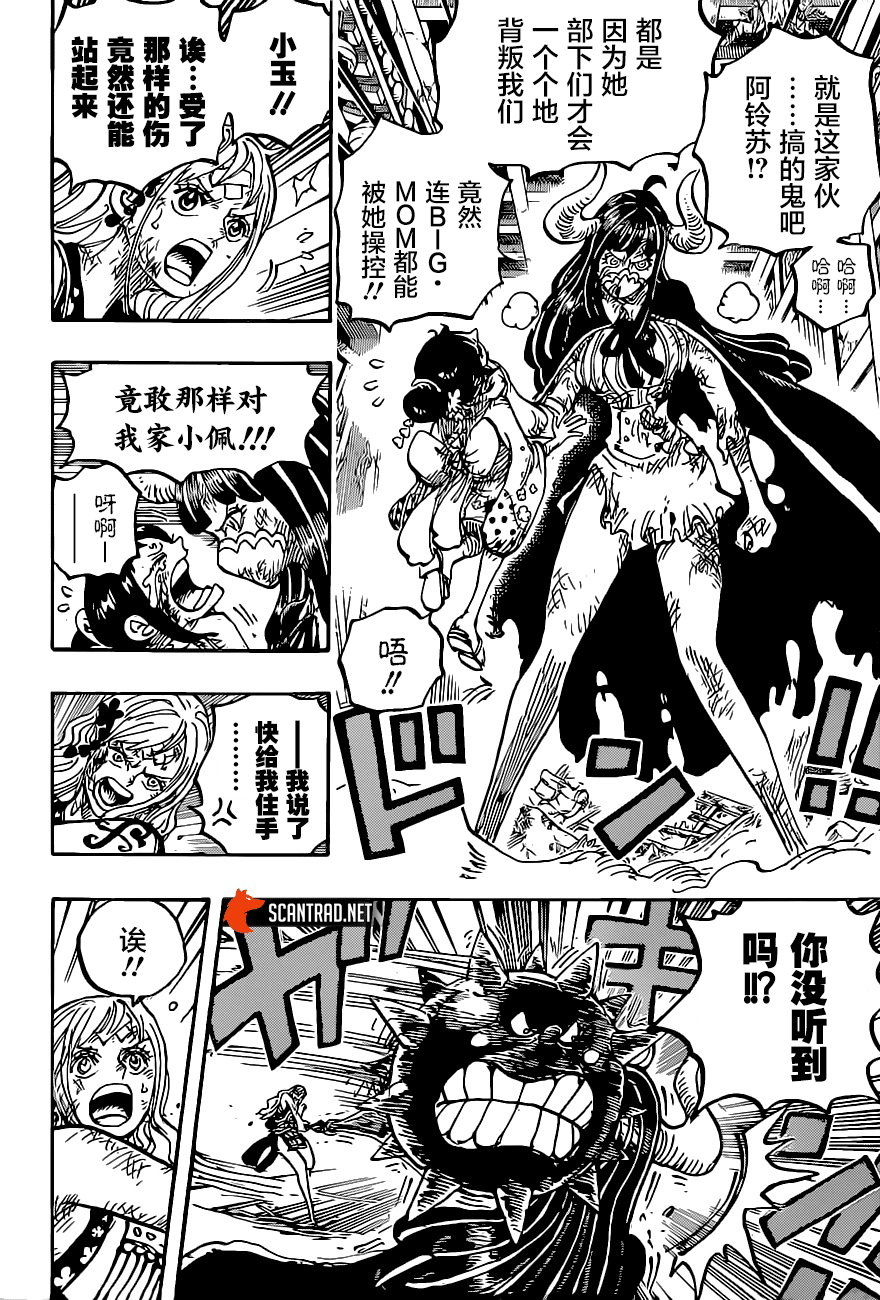 就是这家伙
……搞的鬼吧
阿铃苏!?
哈啊…
哈啊…
都是
因为她
部下们才会
一个个地
背叛我们
竟然
连BIG·
MOM都能
被她操控!!
唔!!
ドドン!!
小玉!!
诶…受了
那样的伤
竟然还能
站起来
竟敢那样对
我家小佩!!!
呀啊——
——我说了
快给我住手
………
SCANTRAD.NET
你没听到
吗!!?
诶!!